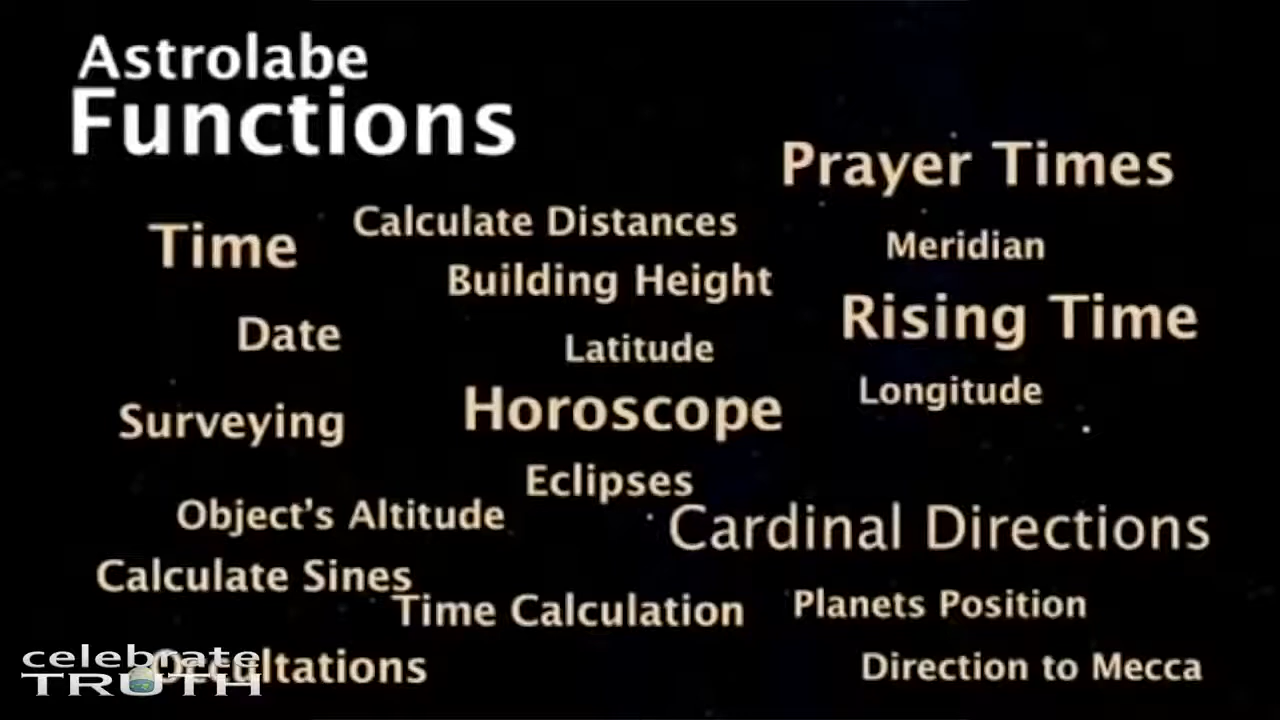 Astrolabe
Functions
Prayer Times
Calculate Distances
Time
Meridian
Building Height
Rising Time
Date
Latitude
Longitude
Horoscope
Surveying
Eclipses
Object's Altitude
Cardinal Directions
Calculate Sines
Time Calculation
Planets Position
Occultations
Direction to Mecca
celebrate
TRUTH